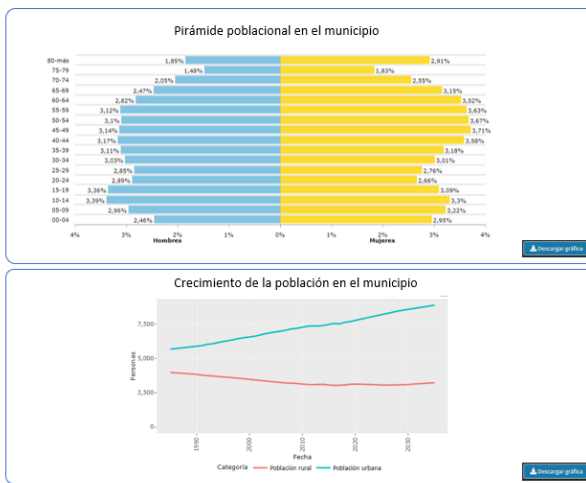 Pirámide poblacional en el municipio
80-más 1,85% 2,91%
75-79 1,48% 1,83%
70-74 2,05% 2,55%
65-69 2,47% 3,15%
60-64 2,82% 3,52%
55-59 3,12% 3,63%
50-54 3,1% 3,67%
45-49 3,14% 3,71%
40-44 3,17% 3,58%
35-39 3,11% 3,18%
30-34 3,03% 3,01%
25-29 2,85% 2,76%
20-24 2,89% 2,66%
15-19 3,36% 3,09%
10-14 3,39% 3,3%
05-09 2,96% 3,22%
00-04 2,46% 2,95%
4% 3% 2% 1% 0% 1% 2% 3% 4%
Hombres Mujeres
Descargar gráfica
Crecimiento de la población en el municipio
7,500
5,000
2,500
0
Personas
1990 2000 2010 2020 2030
Fecha
Categoría Población rural Población urbana
Descargar gráfica